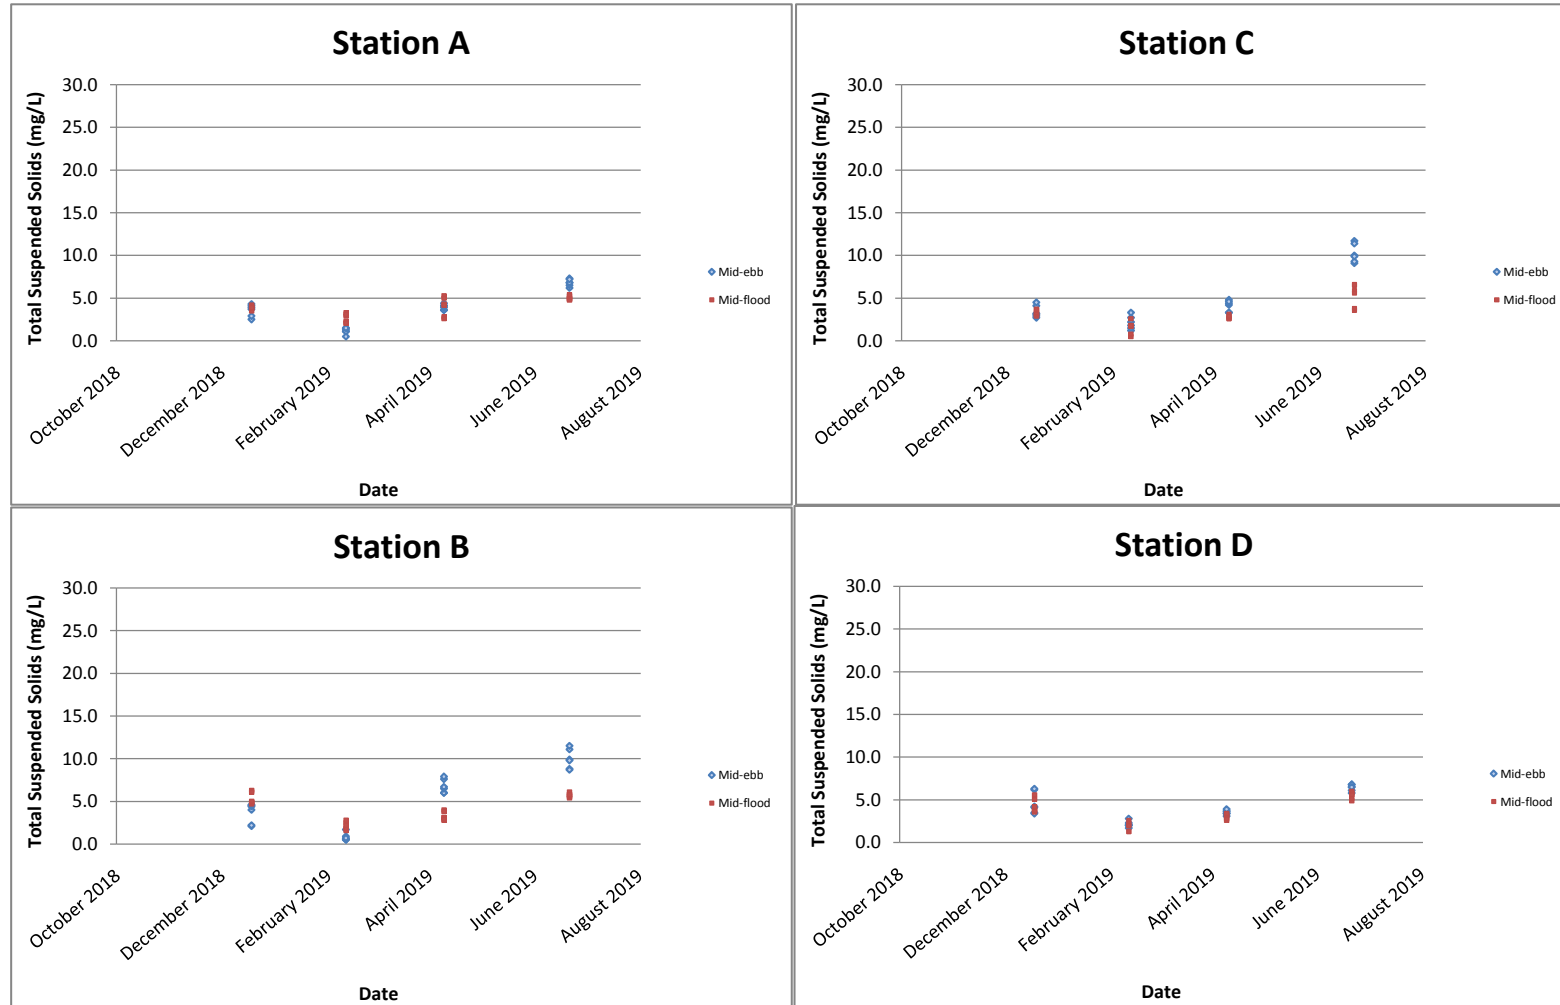 Station A
Total Suspended Solids (mg/L)
30.0
25.0
20.0
15.0
10.0
5.0
0.0
October 2018
December 2018
February 2019
April 2019
June 2019
August 2019
Date
Mid-ebb
Mid-flood
Station C
Total Suspended Solids (mg/L)
30.0
25.0
20.0
15.0
10.0
5.0
0.0
October 2018
December 2018
February 2019
April 2019
June 2019
August 2019
Date
Mid-ebb
Mid-flood
Station B
Total Suspended Solids (mg/L)
30.0
25.0
20.0
15.0
10.0
5.0
0.0
October 2018
December 2018
February 2019
April 2019
June 2019
August 2019
Date
Mid-ebb
Mid-flood
Station D
Total Suspended Solids (mg/L)
30.0
25.0
20.0
15.0
10.0
5.0
0.0
October 2018
December 2018
February 2019
April 2019
June 2019
August 2019
Date
Mid-ebb
Mid-flood